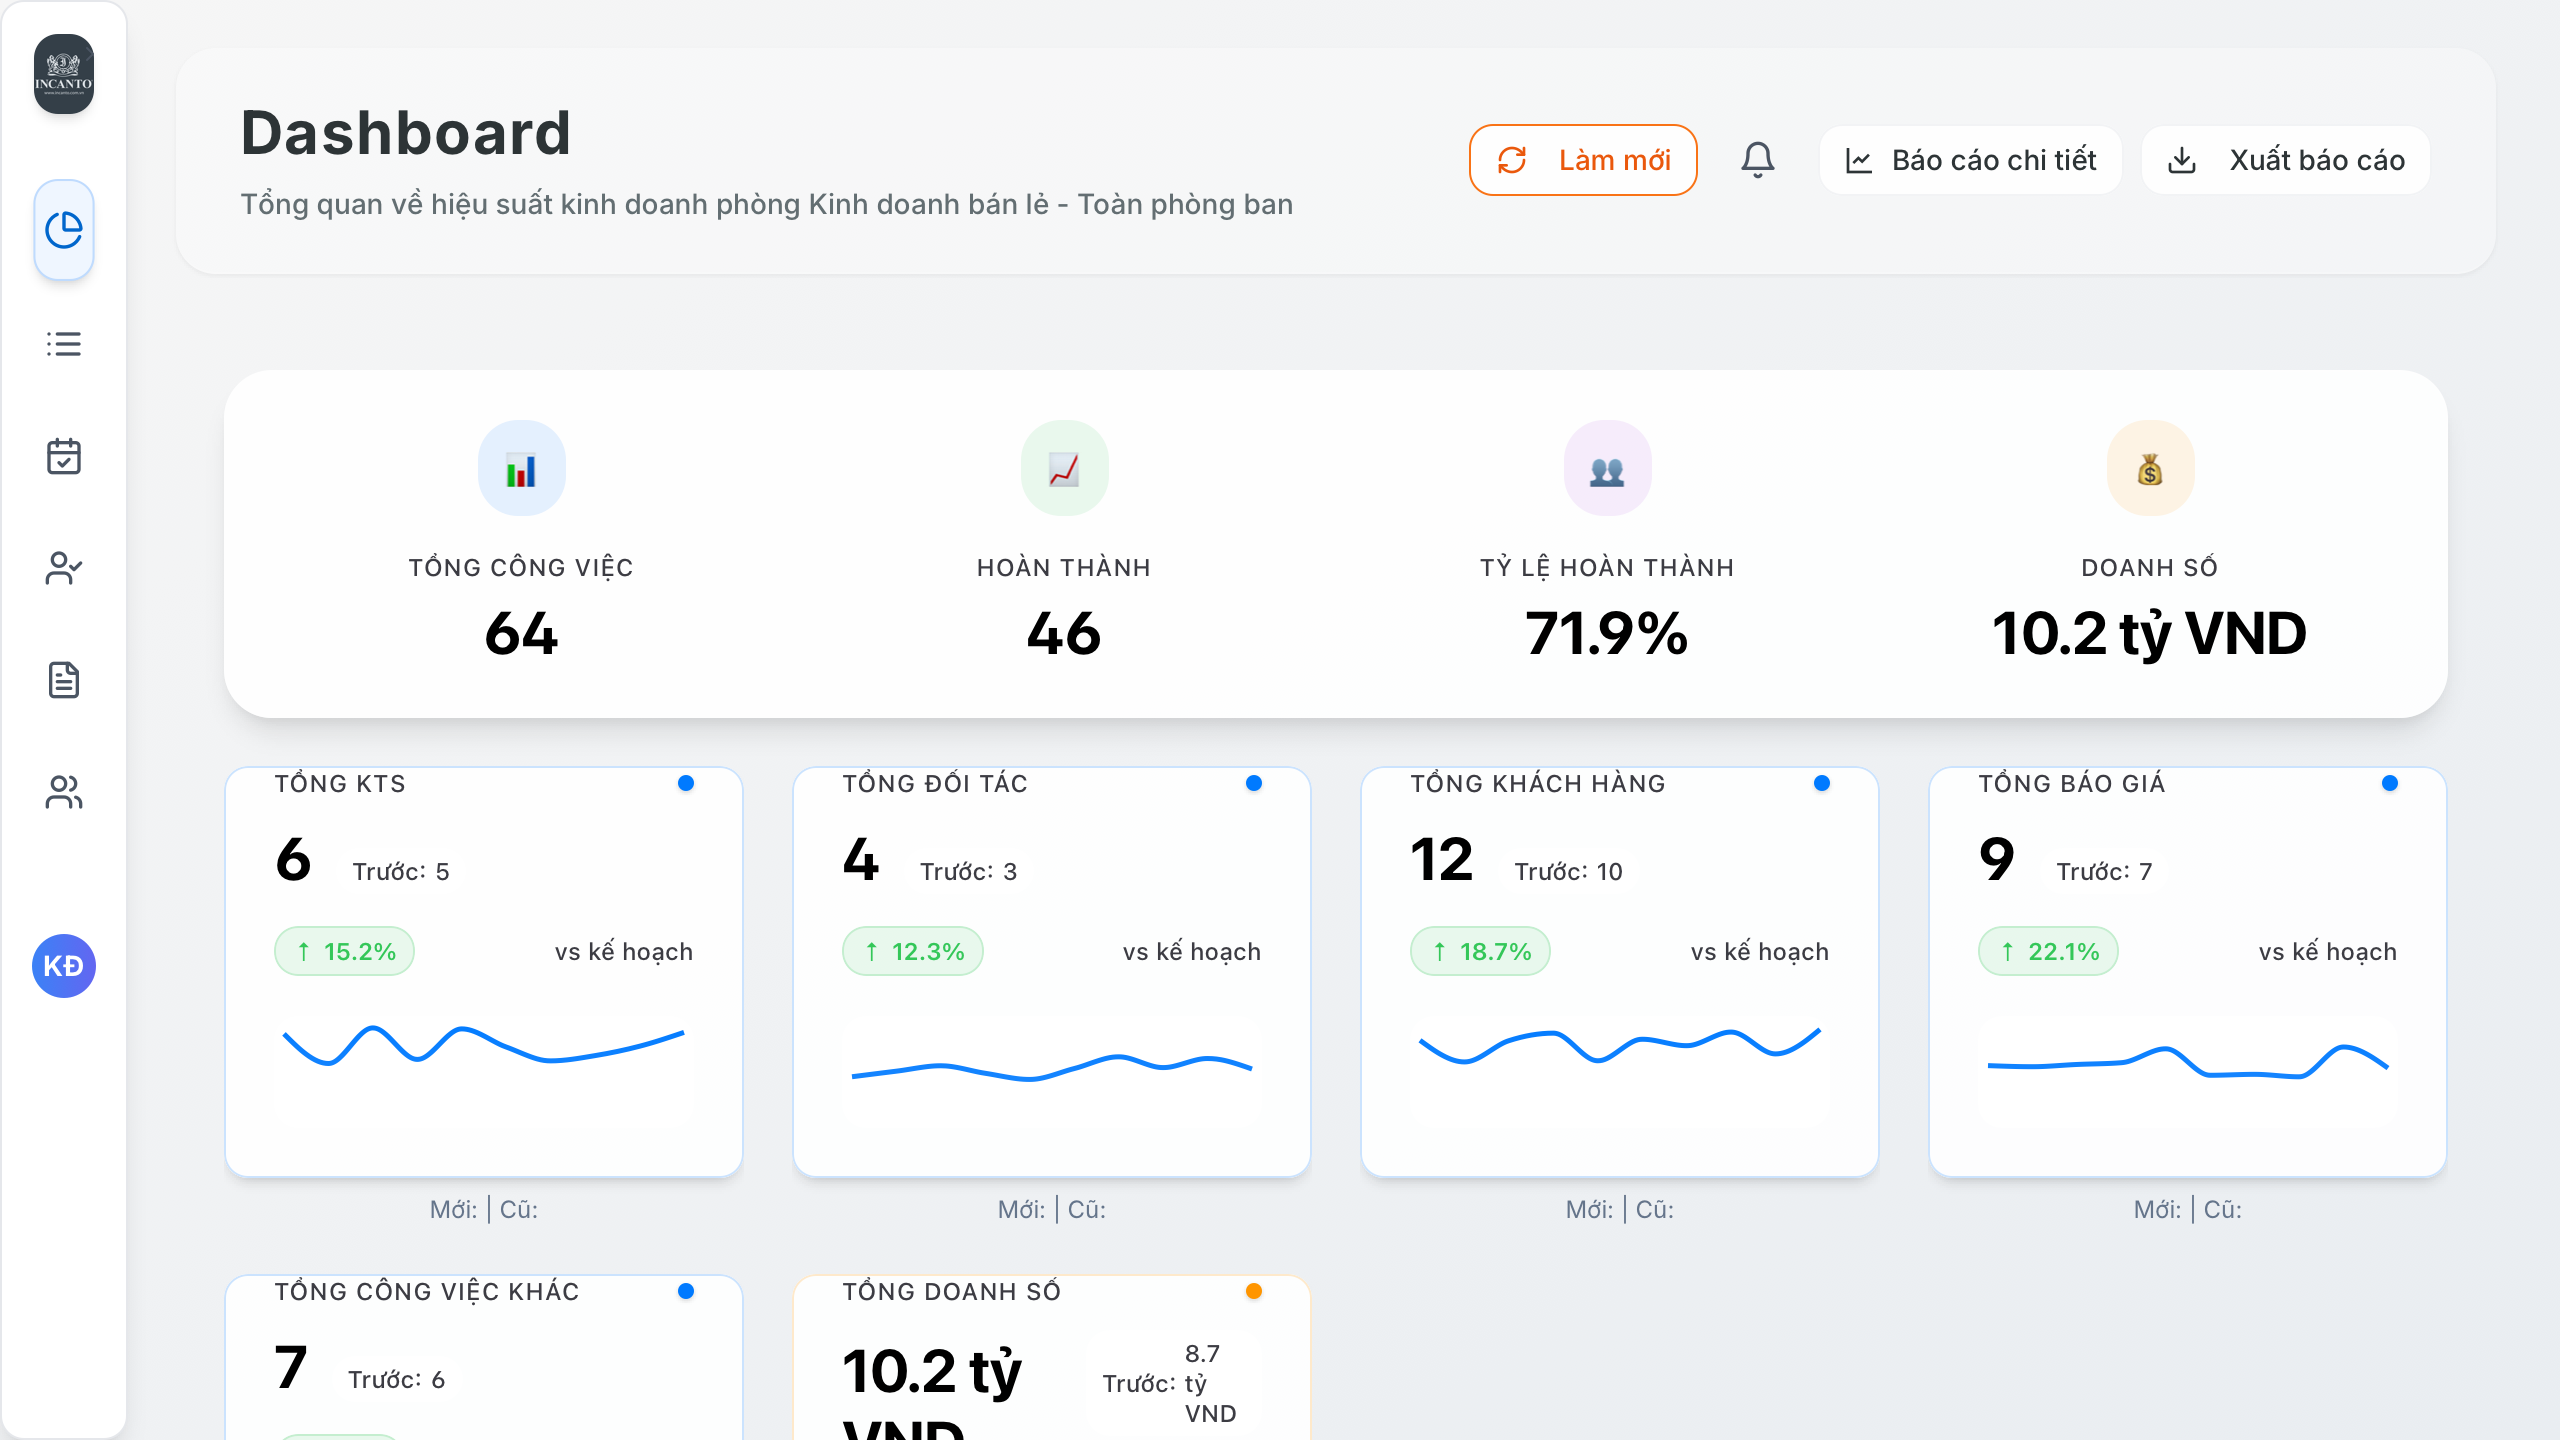 INCANTO
Dashboard
Tổng quan về hiệu suất kinh doanh phòng Kinh doanh bán lẻ - Toàn phòng ban
Làm mới
Báo cáo chi tiết
Xuất báo cáo
TỔNG CÔNG VIỆC
64
HOÀN THÀNH
46
TỶ LỆ HOÀN THÀNH
71.9%
DOANH SỐ
10.2 tỷ VND
TỔNG KTS
6 Trước: 5
↑ 15.2% vs kế hoạch
Mới: | Cũ:
TỔNG ĐỐI TÁC
4 Trước: 3
↑ 12.3% vs kế hoạch
Mới: | Cũ:
TỔNG KHÁCH HÀNG
12 Trước: 10
↑ 18.7% vs kế hoạch
Mới: | Cũ:
TỔNG BÁO GIÁ
9 Trước: 7
↑ 22.1% vs kế hoạch
Mới: | Cũ:
TỔNG CÔNG VIỆC KHÁC
7 Trước: 6
TỔNG DOANH SỐ
10.2 tỷ
VND
Trước: 8.7
tỷ
VND
KĐ